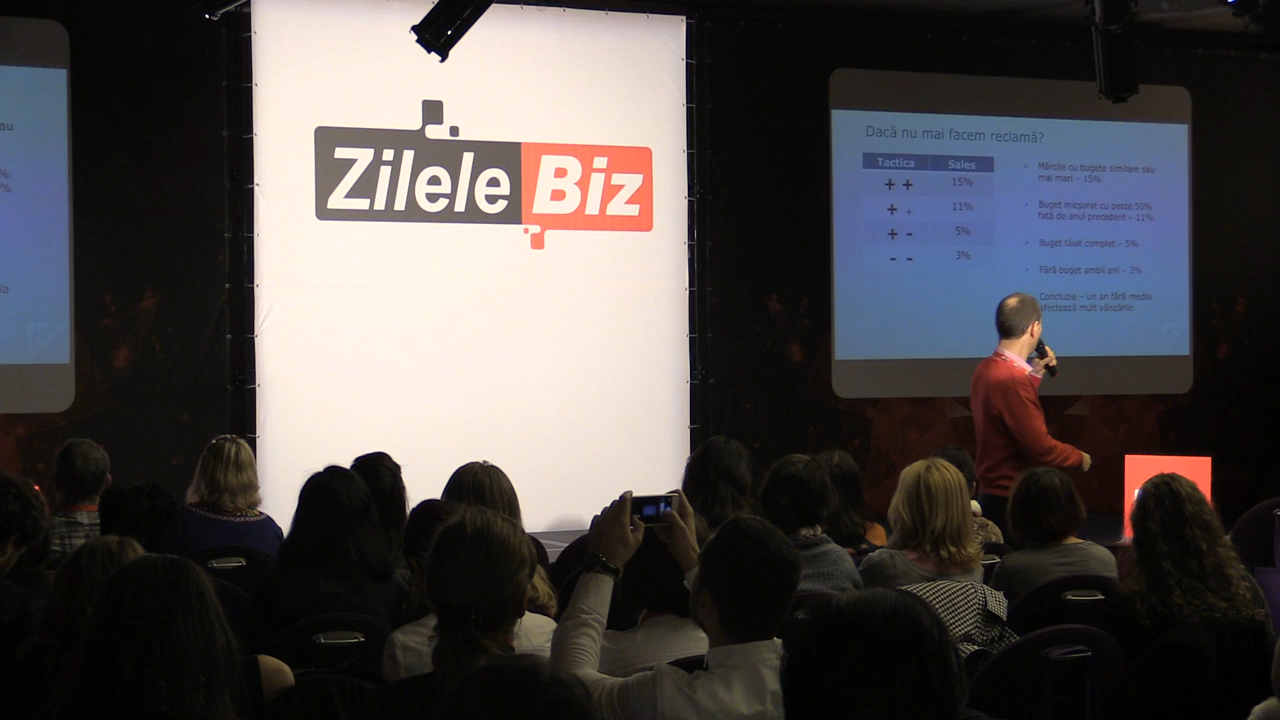 au
%
%
ia
Zilele Biz
Dacă nu mai facem reclamă?
Tactica Sales
+ + 15%
+ + 11%
+ - 5%
- - 3%
Mărcile cu bugete similare sau
mai mari – 15%
Buget micșorat cu peste 50%
față de anul precedent – 11%
Buget tăiat complet – 5%
Fără buget ambii ani – 3%
Concluzie – un an fără media
afectează mult vânzările